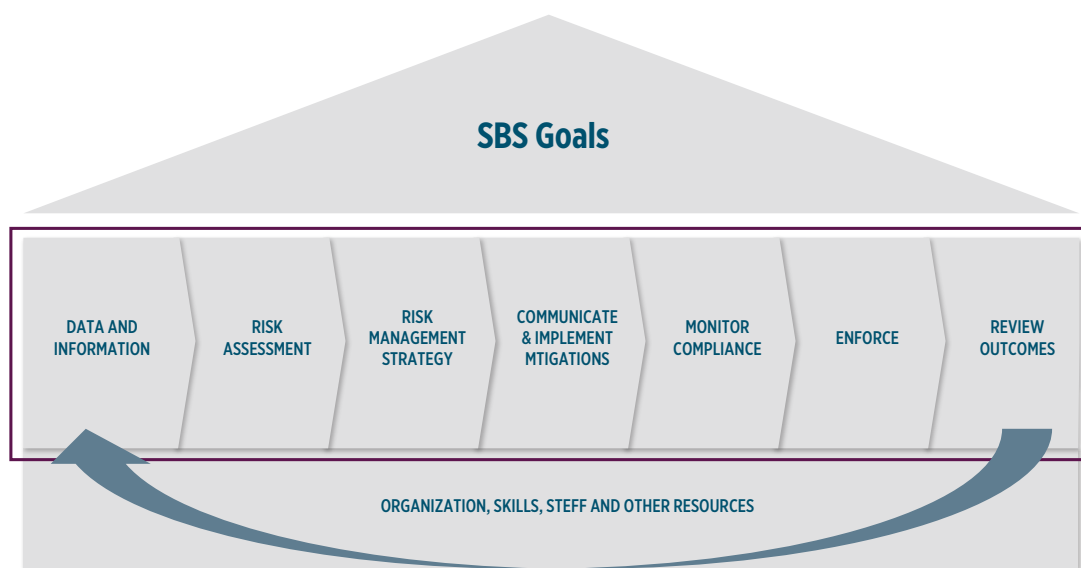 SBS Goals
DATA AND
INFORMATION
RISK
ASSESSMENT
RISK
MANAGEMENT
STRATEGY
COMMUNICATE
& IMPLEMENT
MTIGATIONS
MONITOR
COMPLIANCE
ENFORCE
REVIEW
OUTCOMES
ORGANIZATION, SKILLS, STEFF AND OTHER RESOURCES